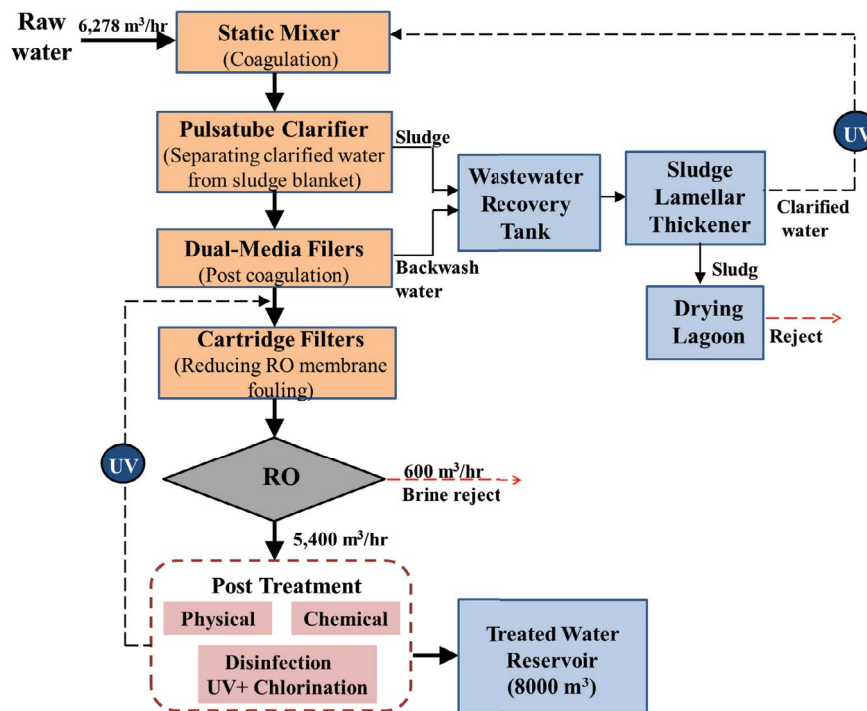 Raw
water
6,278 m³/hr
Static Mixer
(Coagulation)
Pulsatube Clarifier
(Separating clarified water
from sludge blanket)
Sludge
Dual-Media Filers
(Post coagulation)
Backwash
water
Wastewater
Recovery
Tank
Sludge
Lamellar
Thickener
UV
Clarified
water
Sludg
Drying
Lagoon
Reject
Cartridge Filters
(Reducing RO membrane
fouling)
UV
RO
600 m³/hr
Brine reject
5,400 m³/hr
Post Treatment
Physical
Chemical
Disinfection
UV+ Chlorination
Treated Water
Reservoir
(8000 m³)